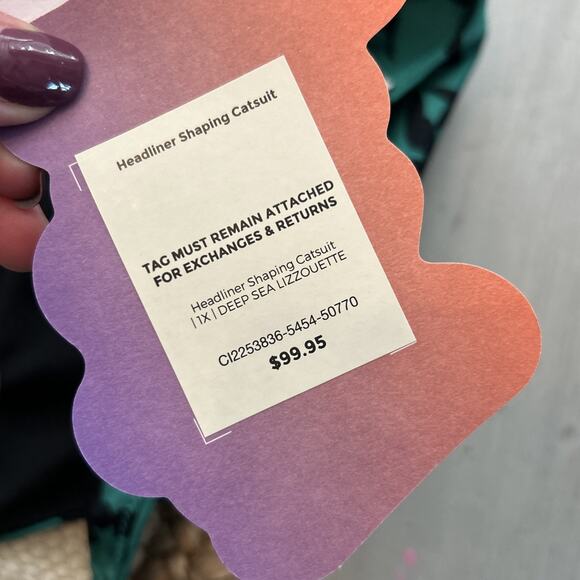 Headliner Shaping Catsuit
TAG MUST REMAIN ATTACHED
FOR EXCHANGES & RETURNS
Headliner Shaping Catsuit
| 1X | DEEP SEA LIZZOUETTE
CI2253836-5454-50770
$99.95